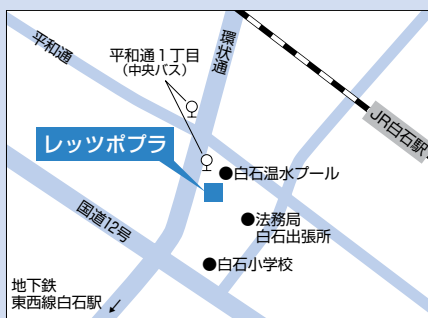 平和通
平和通1丁目
(中央バス)
環状通
JR白石駅
レッツポプラ
白石温水プール
国道12号
法務局
白石出張所
白石小学校
地下鉄
東西線白石駅